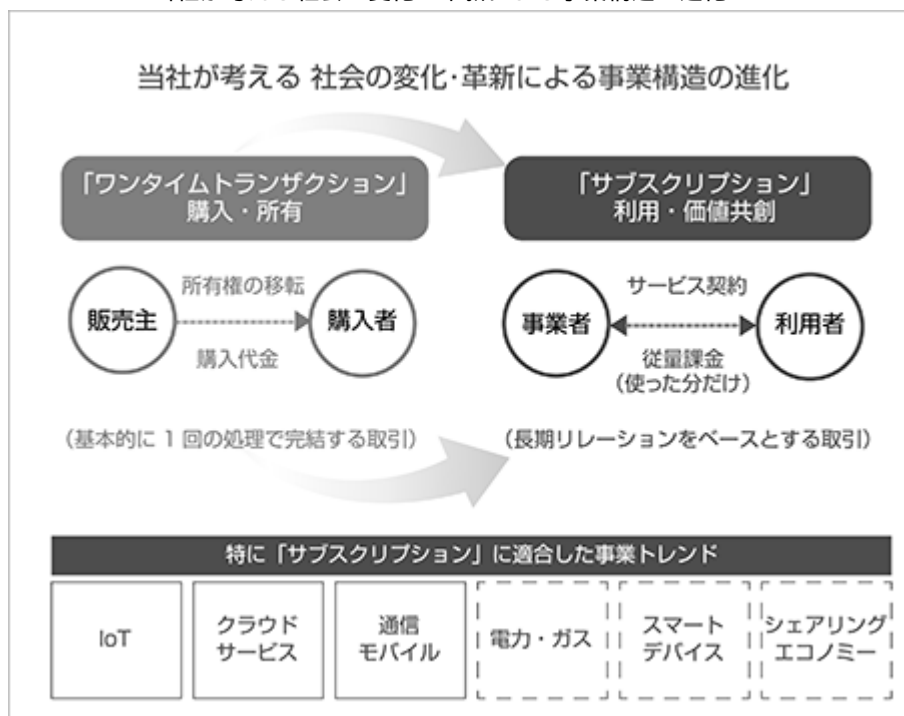 当社が考える 社会の変化・革新による事業構造の進化
「ワンタイムトランザクション」
購入・所有
「サブスクリプション」
利用・価値共創
販売主
所有権の移転
購入代金
購入者
事業者
サービス契約
従量課金
(使った分だけ)
利用者
(基本的に 1 回の処理で完結する取引)
(長期リレーションをベースとする取引)
特に「サブスクリプション」に適合した事業トレンド
IoT
クラウド
サービス
通信
モバイル
電力・ガス
スマート
デバイス
シェアリング
エコノミー